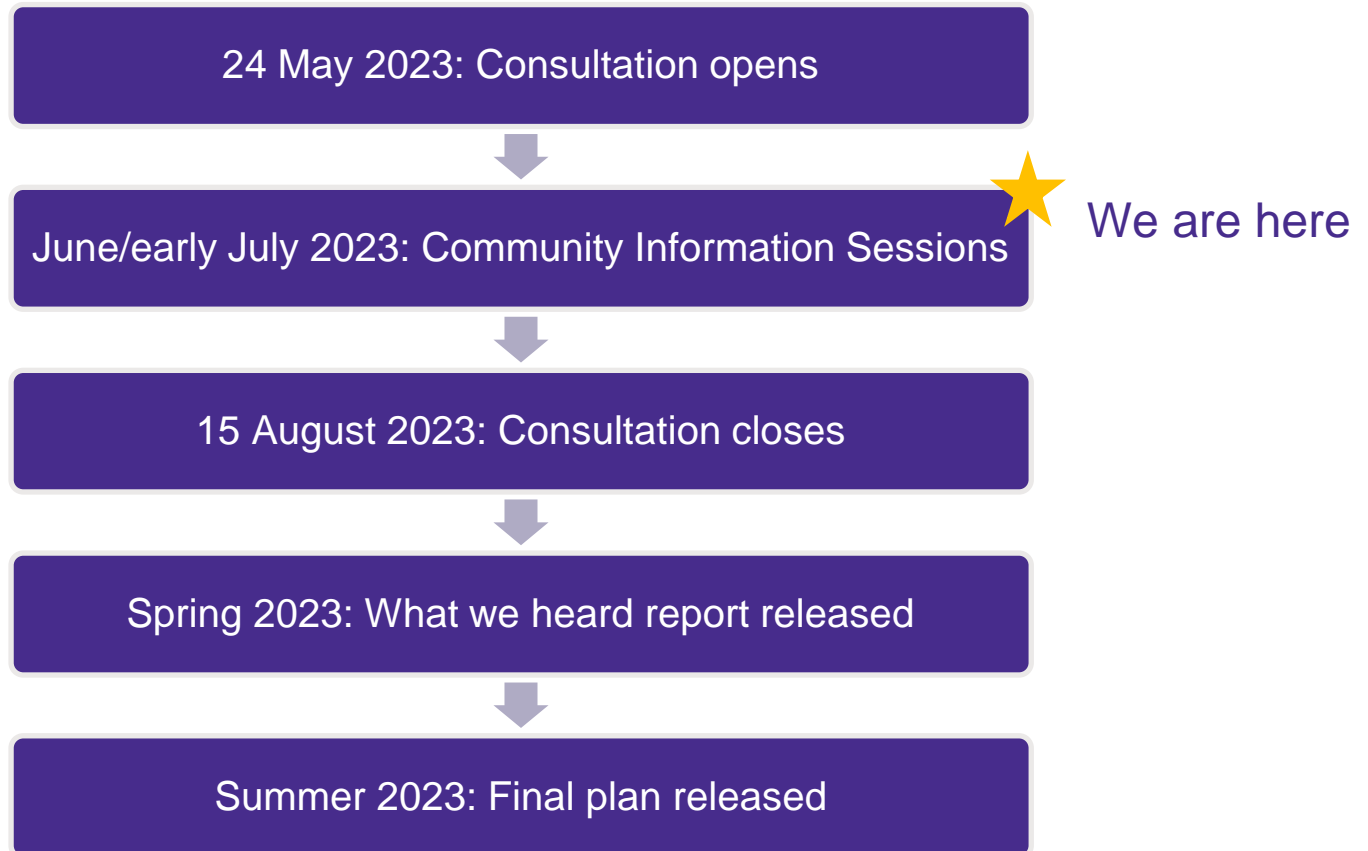 24 May 2023: Consultation opens
June/early July 2023: Community Information Sessions
We are here
15 August 2023: Consultation closes
Spring 2023: What we heard report released
Summer 2023: Final plan released